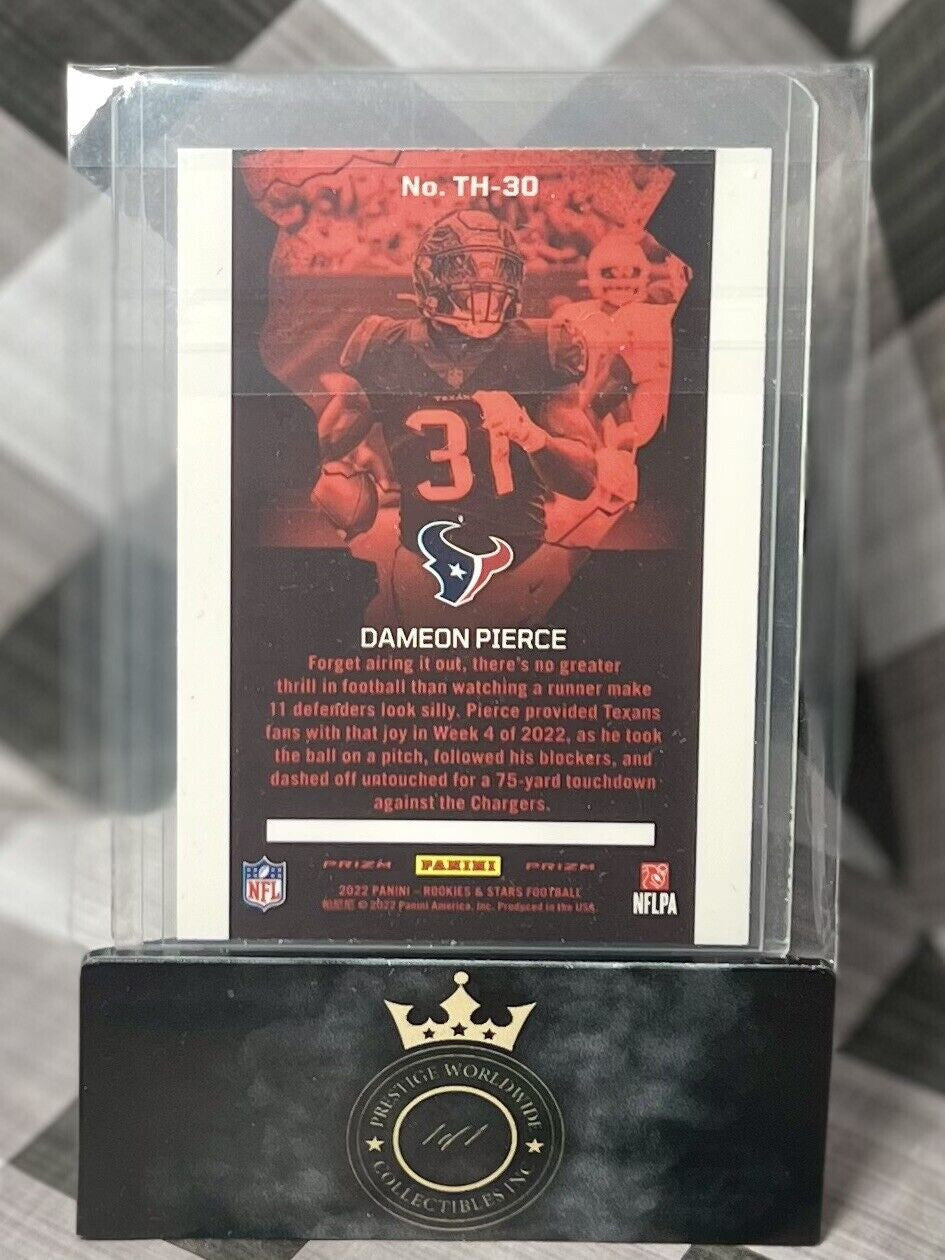 No. TH-30
TEXANS
31
DAMEON PIERCE
Forget airing it out, there's no greater
thrill in football than watching a runner make
11 defenders look silly. Pierce provided Texans
fans with that joy in Week 4 of 2022, as he took
the ball on a pitch, followed his blockers, and
dashed off untouched for a 75-yard touchdown
against the Chargers.
PRIZM PANINI PRIZM
NFL
2022 PANINI – ROOKIES & STARS FOOTBALL
© 2022 Panini America, Inc. Produced in the USA.
NFLPA
PRESTIGE WORLDWIDE
1of1
COLLECTIBLES INC